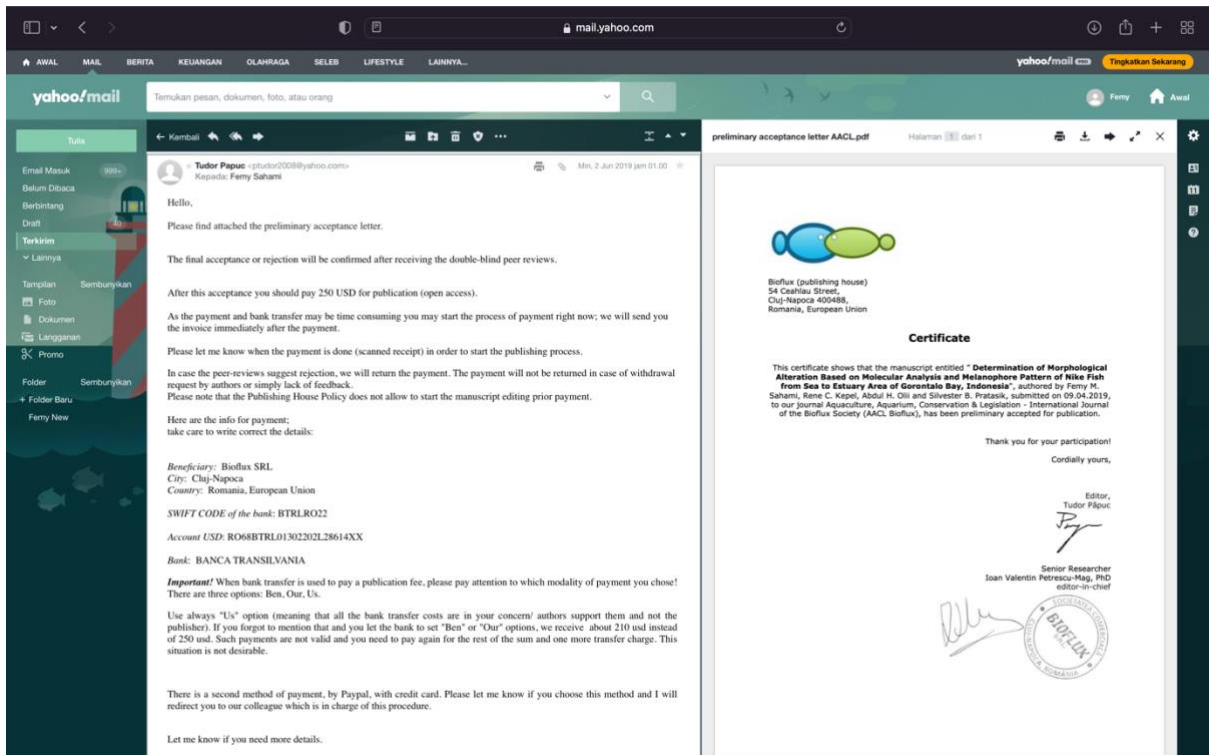 mail.yahoo.com
AWAL MAIL BERITA KEUANGAN OLAHRAGA SELEB LIFESTYLE LAINNYA...
yahoo!mail PRO Tingkatkan Sekarang
yahoo!mail
Temukan pesan, dokumen, foto, atau orang
Femy Awal
Tulis
Email Masuk 999+
Belum Dibaca
Berbintang
Draft 40
Terkirim
Lainnya
Tampilan Sembunyikan
Foto
Dokumen
Langganan
Promo
Folder Sembunyikan
+ Folder Baru
Femy New
Kembali
Tudor Papuc <ptudor2008@yahoo.com>
Kepada: Femy Sahami
Min, 2 Jun 2019 jam 01.00
Hello,
Please find attached the preliminary acceptance letter.
The final acceptance or rejection will be confirmed after receiving the double-blind peer reviews.
After this acceptance you should pay 250 USD for publication (open access).
As the payment and bank transfer may be time consuming you may start the process of payment right now; we will send you
the invoice immediately after the payment.
Please let me know when the payment is done (scanned receipt) in order to start the publishing process.
In case the peer-reviews suggest rejection, we will return the payment. The payment will not be returned in case of withdrawal
request by authors or simply lack of feedback.
Please note that the Publishing House Policy does not allow to start the manuscript editing prior payment.
Here are the info for payment;
take care to write correct the details:
Beneficiary: Bioflux SRL
City: Cluj-Napoca
Country: Romania, European Union
SWIFT CODE of the bank: BTRLRO22
Account USD: RO68BTRL01302202L28614XX
Bank: BANCA TRANSILVANIA
Important! When bank transfer is used to pay a publication fee, please pay attention to which modality of payment you chose!
There are three options: Ben, Our, Us.
Use always "Us" option (meaning that all the bank transfer costs are in your concern/ authors support them and not the
publisher). If you forgot to mention that and you let the bank to set "Ben" or "Our" options, we receive about 210 usd instead
of 250 usd. Such payments are not valid and you need to pay again for the rest of the sum and one more transfer charge. This
situation is not desirable.
There is a second method of payment, by Paypal, with credit card. Please let me know if you choose this method and I will
redirect you to our colleague which is in charge of this procedure.
Let me know if you need more details.
preliminary acceptance letter AACL.pdf Halaman 1 dari 1
Bioflux (publishing house)
54 Ceahlau Street,
Cluj-Napoca 400488,
Romania, European Union
Certificate
This certificate shows that the manuscript entitled " Determination of Morphological
Alteration Based on Molecular Analysis and Melanophore Pattern of Nike Fish
from Sea to Estuary Area of Gorontalo Bay, Indonesia", authored by Femy M.
Sahami, Rene C. Kepel, Abdul H. Olii and Silvester B. Pratasik, submitted on 09.04.2019,
to our journal Aquaculture, Aquarium, Conservation & Legislation - International Journal
of the Bioflux Society (AACL Bioflux), has been preliminary accepted for publication.
Thank you for your participation!
Cordially yours,
Editor,
Tudor Păpuc
Senior Researcher
Ioan Valentin Petrescu-Mag, PhD
editor-in-chief
BIOFLUX